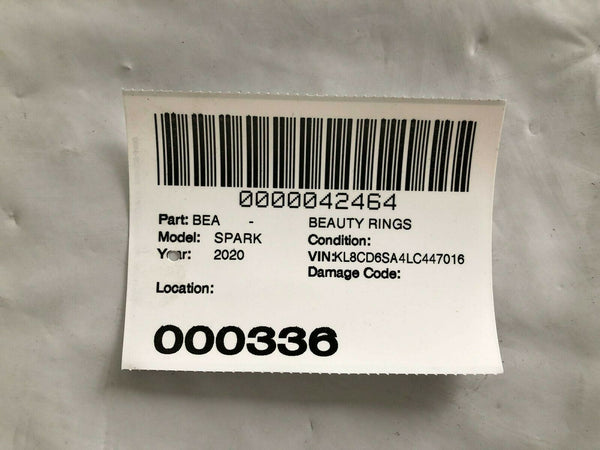 0000042464
Part: BEA - BEAUTY RINGS
Model: SPARK Condition:
Year: 2020 VIN:KL8CD6SA4LC447016
Damage Code:
Location:
000336